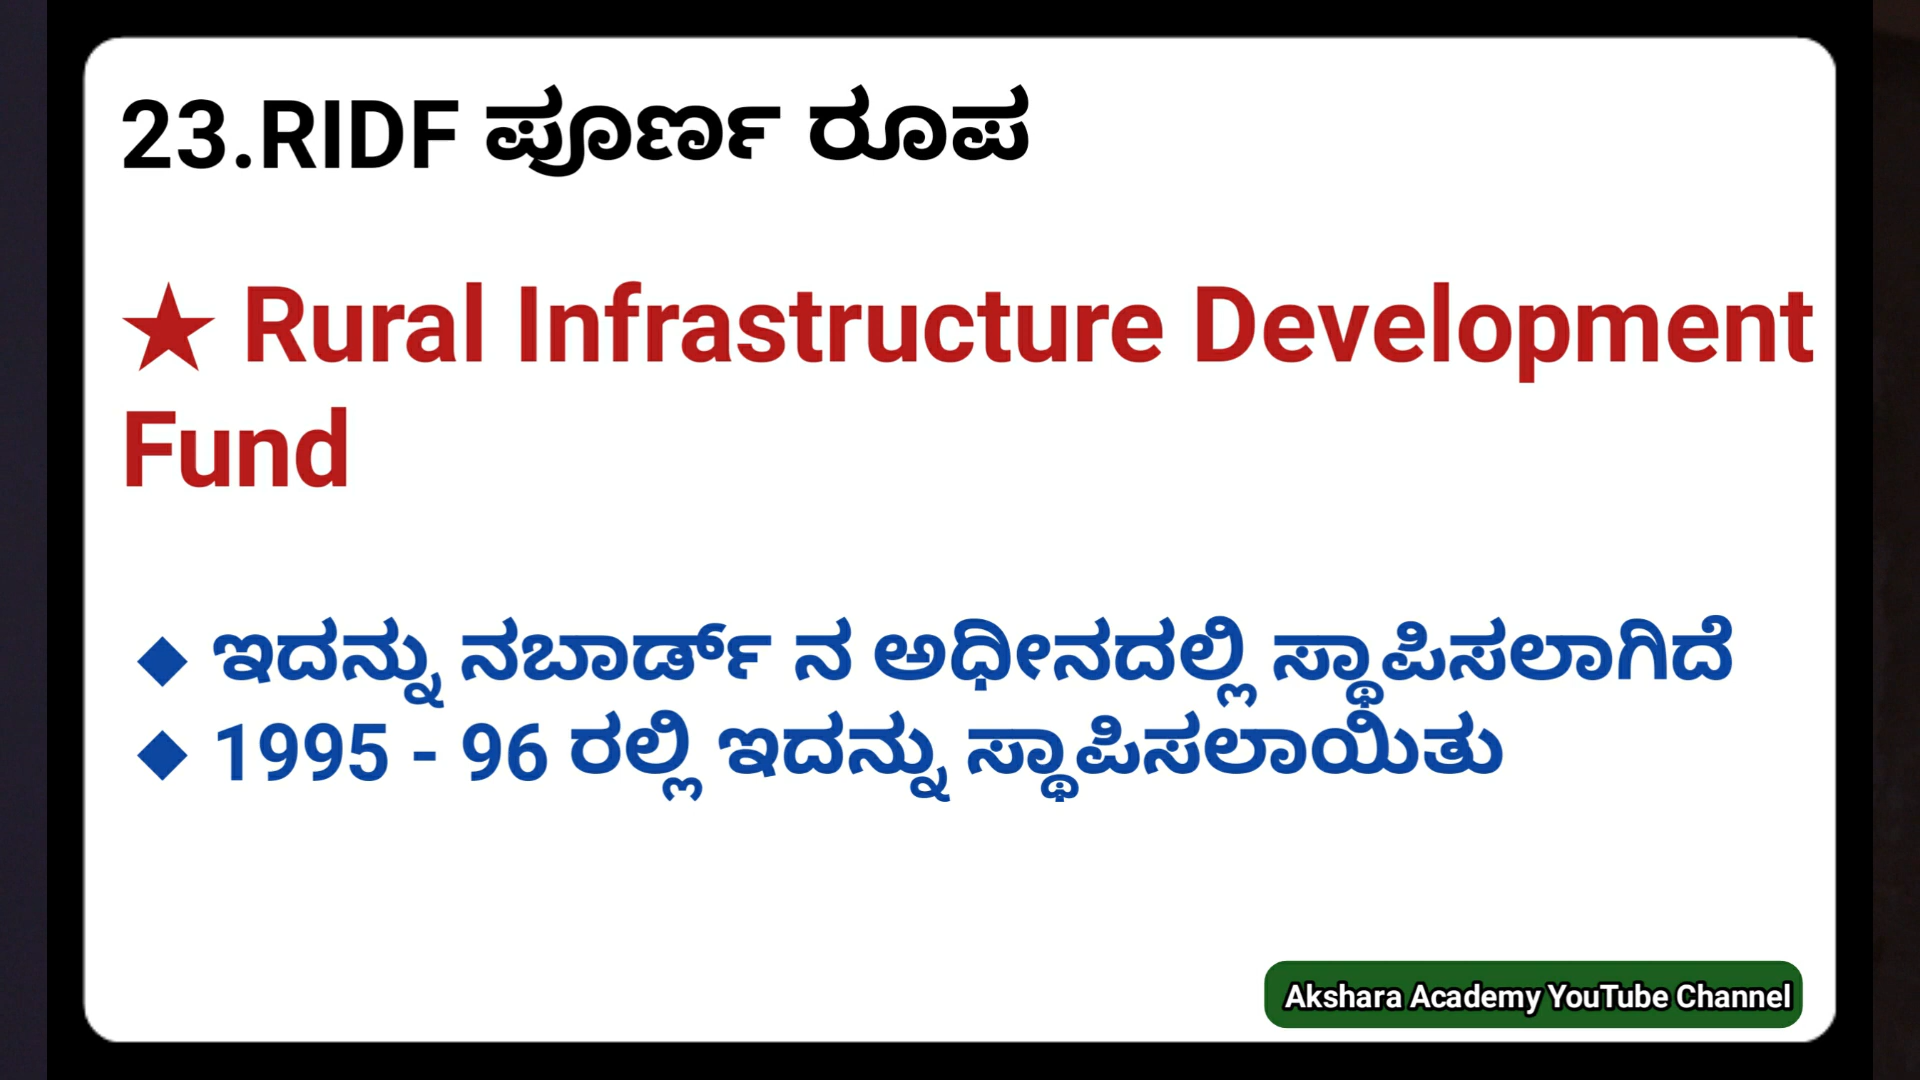 23.RIDF ಪೂರ್ಣ ರೂಪ
★ Rural Infrastructure Development
Fund
◆ ಇದನ್ನು ನಬಾರ್ಡ್ ನ ಅಧೀನದಲ್ಲಿ ಸ್ಥಾಪಿಸಲಾಗಿದೆ
◆ 1995 - 96 ರಲ್ಲಿ ಇದನ್ನು ಸ್ಥಾಪಿಸಲಾಯಿತು
Akshara Academy YouTube Channel